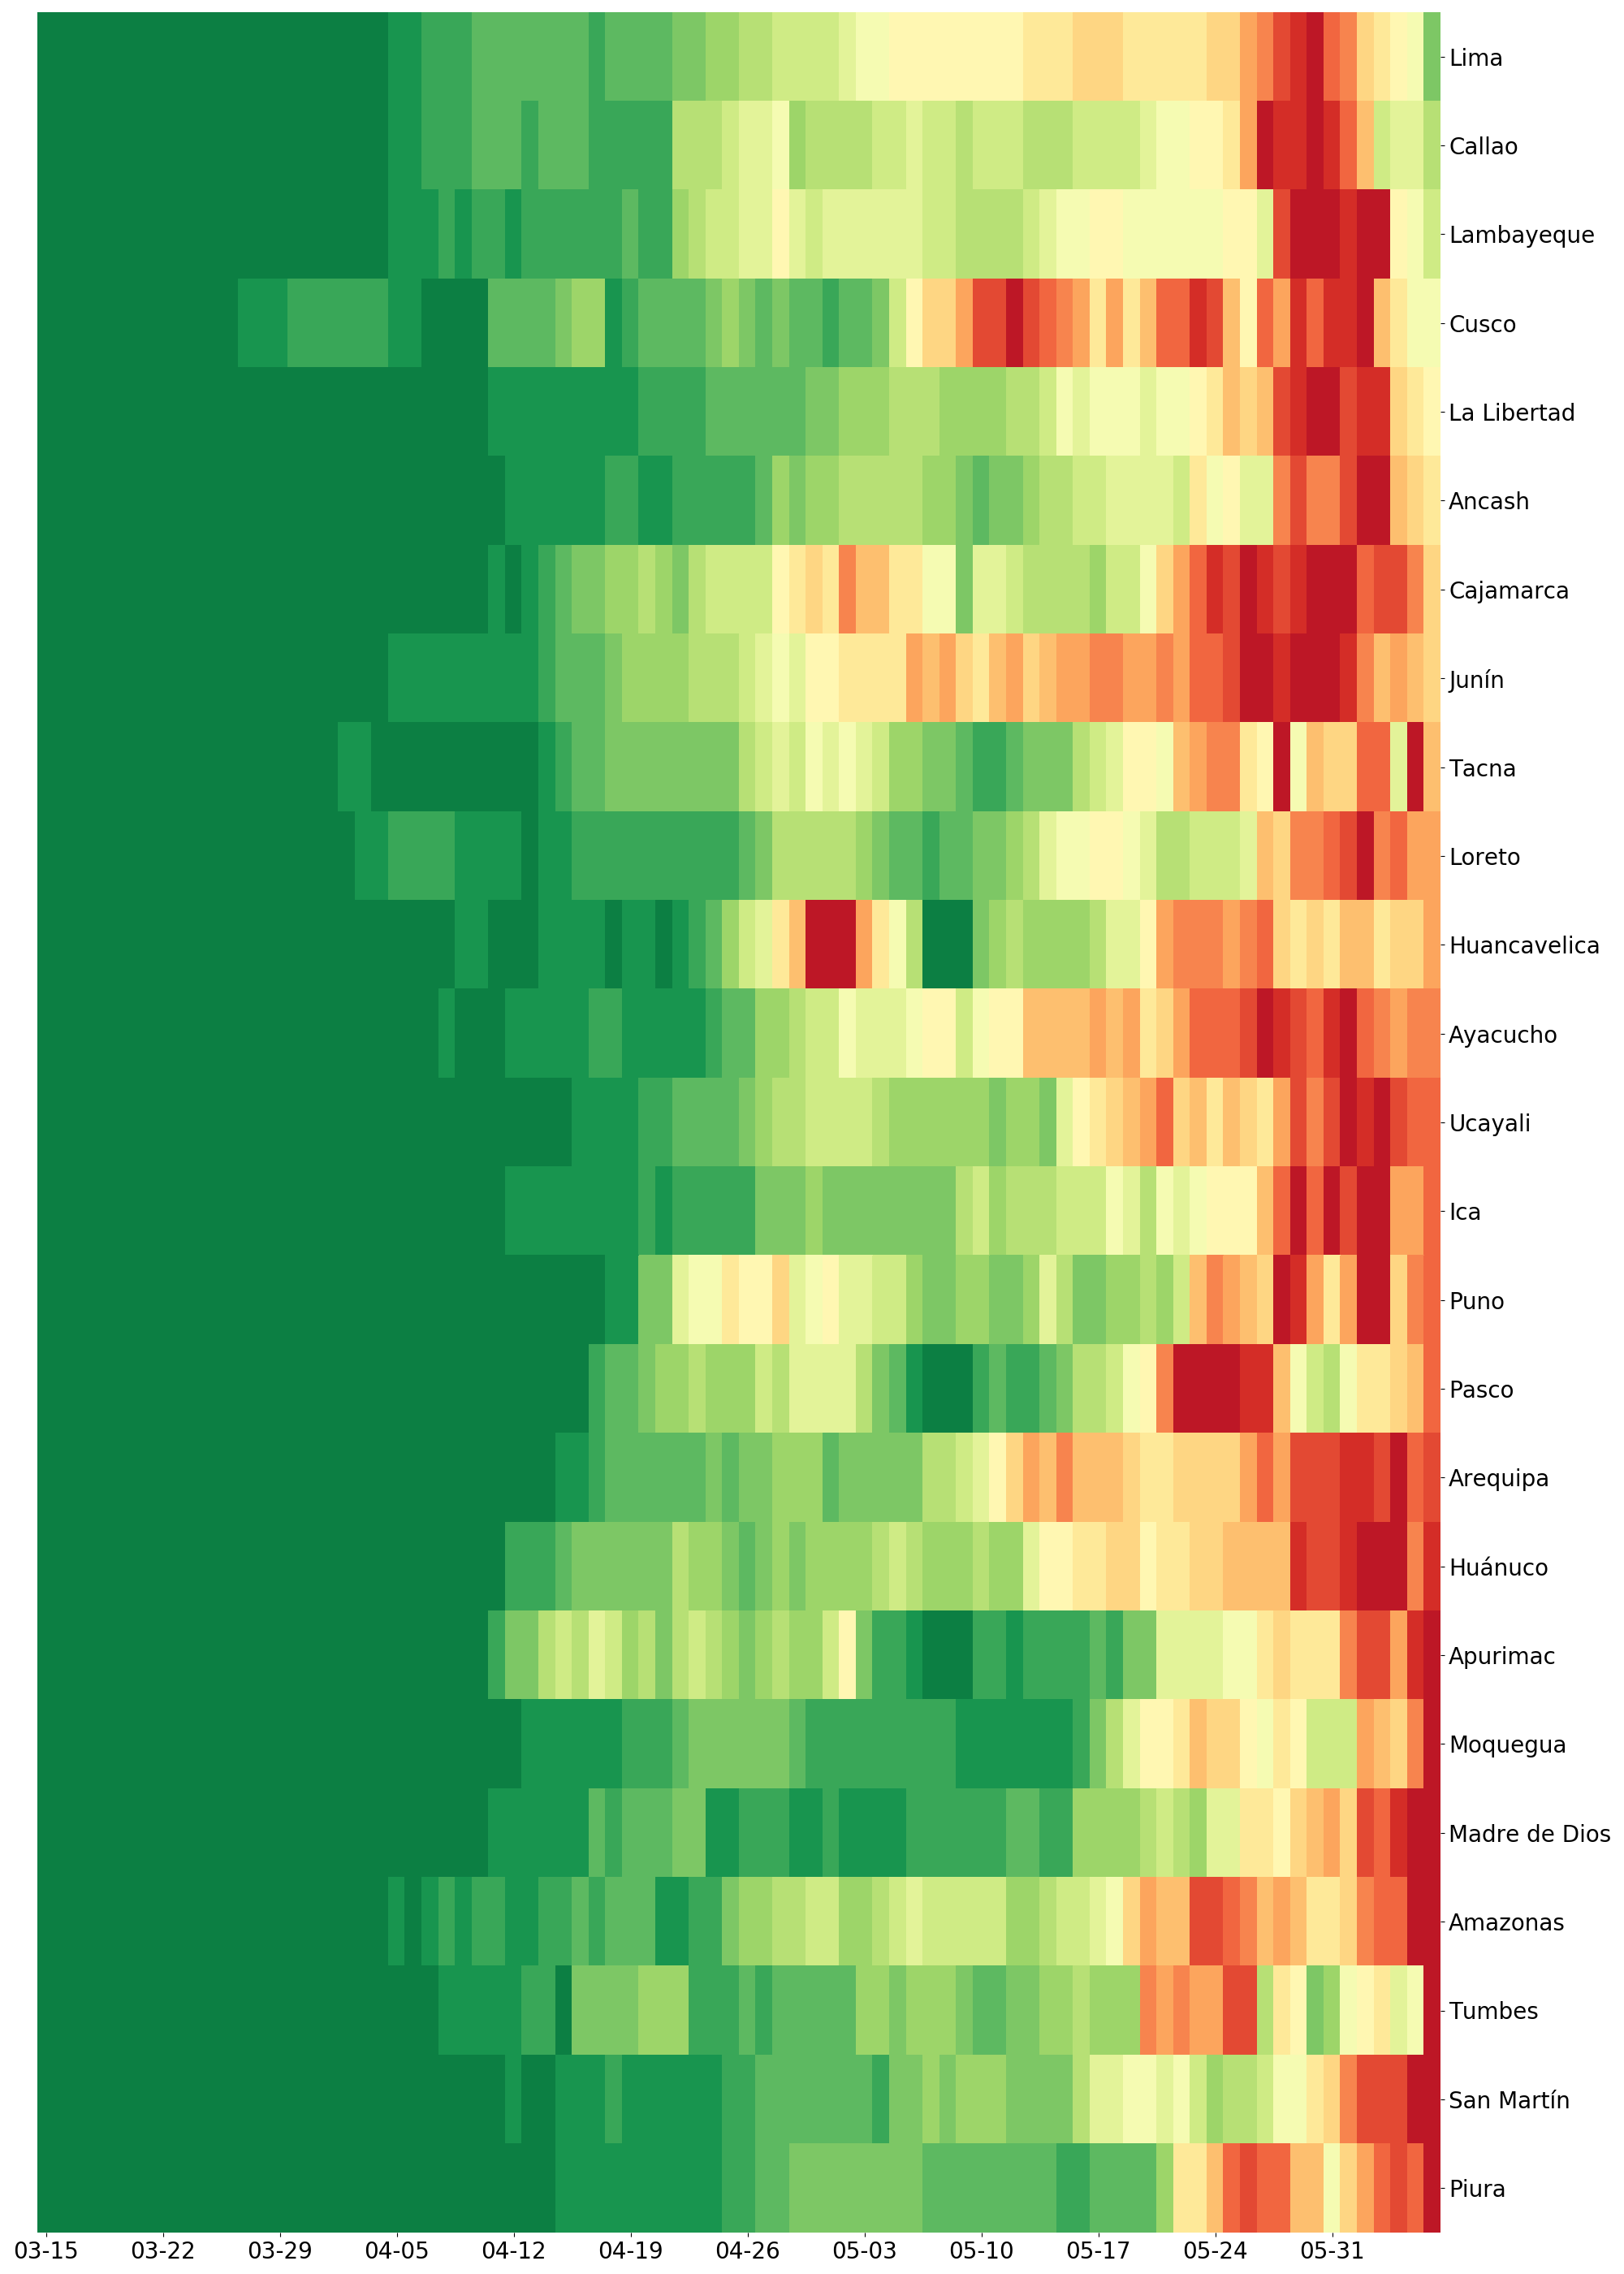 Lima
Callao
Lambayeque
Cusco
La Libertad
Ancash
Cajamarca
Junín
Tacna
Loreto
Huancavelica
Ayacucho
Ucayali
Ica
Puno
Pasco
Arequipa
Huánuco
Apurimac
Moquegua
Madre de Dios
Amazonas
Tumbes
San Martín
Piura
03-15 03-22 03-29 04-05 04-12 04-19 04-26 05-03 05-10 05-17 05-24 05-31